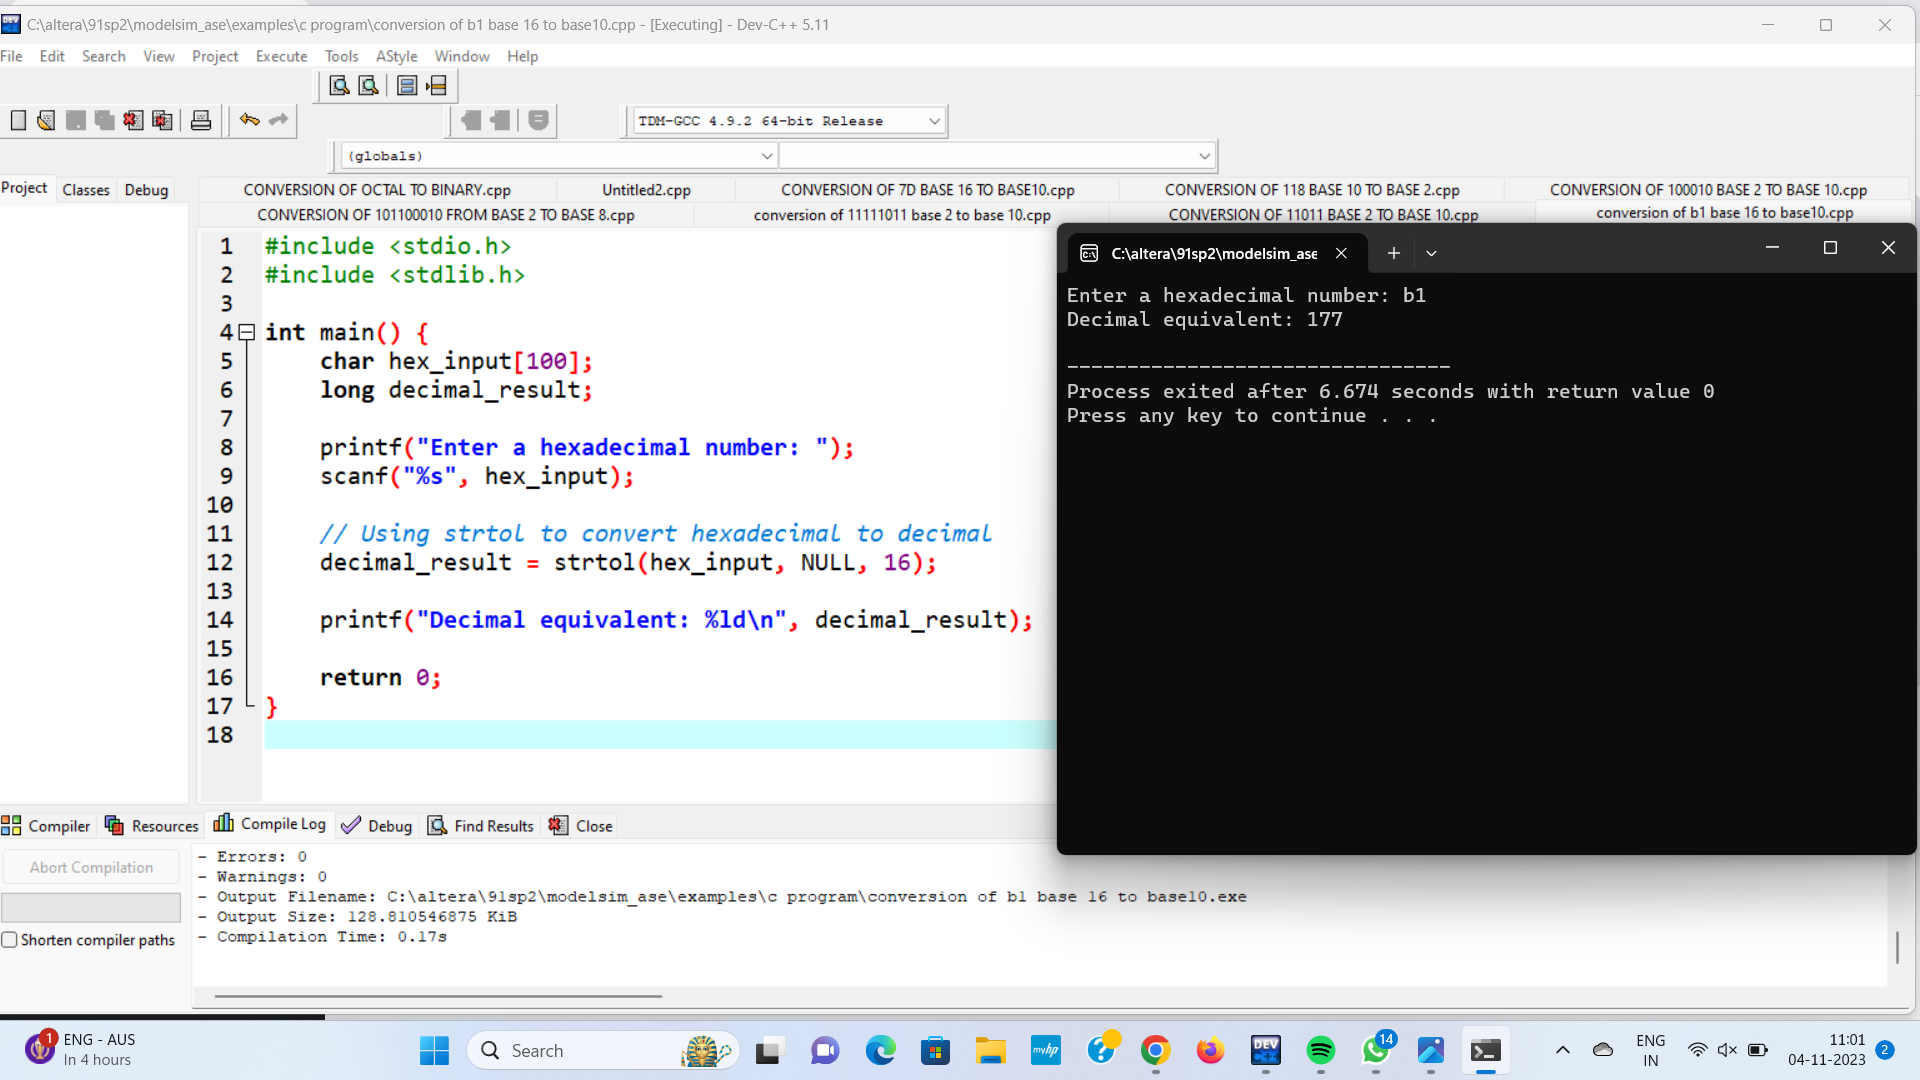 C:\altera\91sp2\modelsim_ase\examples\c program\conversion of b1 base 16 to base10.cpp - [Executing] - Dev-C++ 5.11
File Edit Search View Project Execute Tools AStyle Window Help
TDM-GCC 4.9.2 64-bit Release
(globals)
Project Classes Debug
CONVERSION OF OCTAL TO BINARY.cpp Untitled2.cpp CONVERSION OF 7D BASE 16 TO BASE10.cpp CONVERSION OF 118 BASE 10 TO BASE 2.cpp CONVERSION OF 100010 BASE 2 TO BASE 10.cpp
CONVERSION OF 101100010 FROM BASE 2 TO BASE 8.cpp conversion of 11111011 base 2 to base 10.cpp CONVERSION OF 11011 BASE 2 TO BASE 10.cpp conversion of b1 base 16 to base10.cpp
1 #include <stdio.h>
2 #include <stdlib.h>
3
4 int main() {
5 char hex_input[100];
6 long decimal_result;
7
8 printf("Enter a hexadecimal number: ");
9 scanf("%s", hex_input);
10
11 // Using strtol to convert hexadecimal to decimal
12 decimal_result = strtol(hex_input, NULL, 16);
13
14 printf("Decimal equivalent: %ld\n", decimal_result);
15
16 return 0;
17 }
18
C:\altera\91sp2\modelsim_ase
Enter a hexadecimal number: b1
Decimal equivalent: 177
--------------------------------
Process exited after 6.674 seconds with return value 0
Press any key to continue . . .
Compiler Resources Compile Log Debug Find Results Close
Abort Compilation
Shorten compiler paths
- Errors: 0
- Warnings: 0
- Output Filename: C:\altera\91sp2\modelsim_ase\examples\c program\conversion of b1 base 16 to base10.exe
- Output Size: 128.810546875 KiB
- Compilation Time: 0.17s
1
ENG - AUS
In 4 hours
Search
DEV C++
myhp
DEV C++
14
ENG
IN
11:01
04-11-2023
2